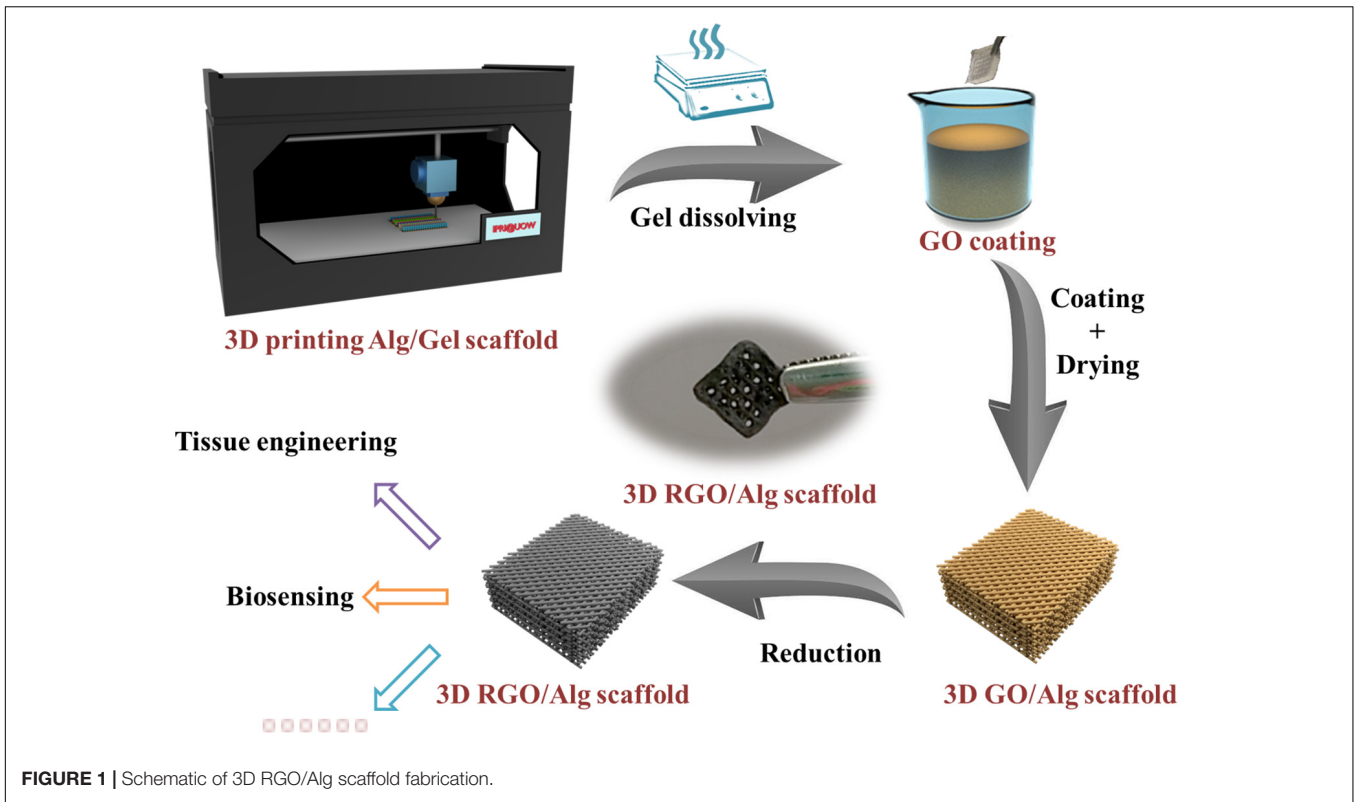 Gel dissolving
GO coating
Coating
+
Drying
3D printing Alg/Gel scaffold
3D RGO/Alg scaffold
Tissue engineering
Biosensing
Reduction
3D RGO/Alg scaffold
3D GO/Alg scaffold
FIGURE 1 | Schematic of 3D RGO/Alg scaffold fabrication.